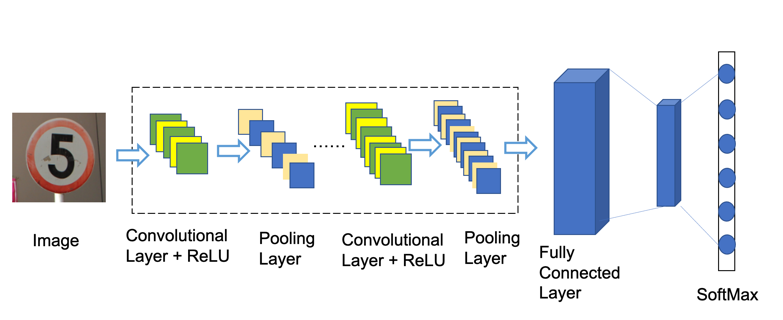 5
Image
Convolutional
Layer + ReLU
Pooling
Layer
......
Convolutional
Layer + ReLU
Pooling
Layer
Fully
Connected
Layer
SoftMax